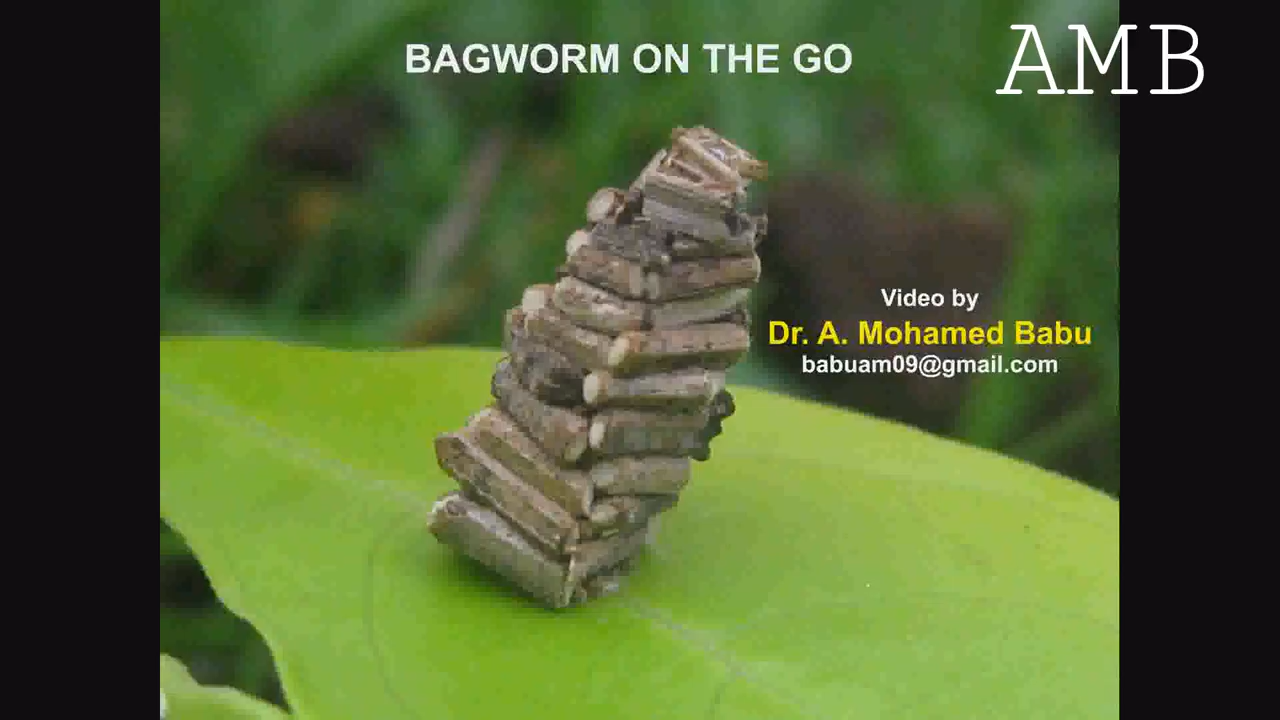 BAGWORM ON THE GO
AMB
Video by
Dr. A. Mohamed Babu
babuam09@gmail.com